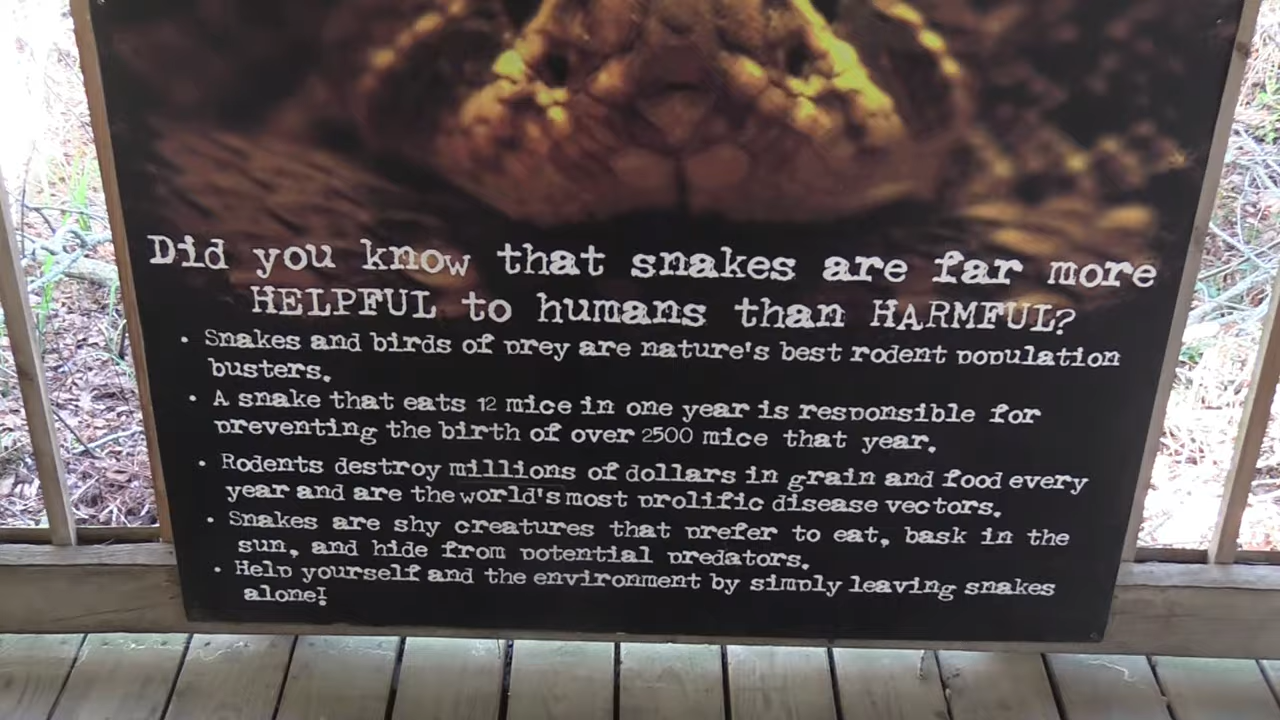 Did you know that snakes are far more
HELPFUL to humans than HARMFUL?
• Snakes and birds of prey are nature's best rodent population
busters.
• A snake that eats 12 mice in one year is responsible for
preventing the birth of over 2500 mice that year.
• Rodents destroy millions of dollars in grain and food every
year and are the world's most prolific disease vectors.
• Snakes are shy creatures that prefer to eat, bask in the
sun, and hide from potential predators.
• Help yourself and the environment by simply leaving snakes
alone!